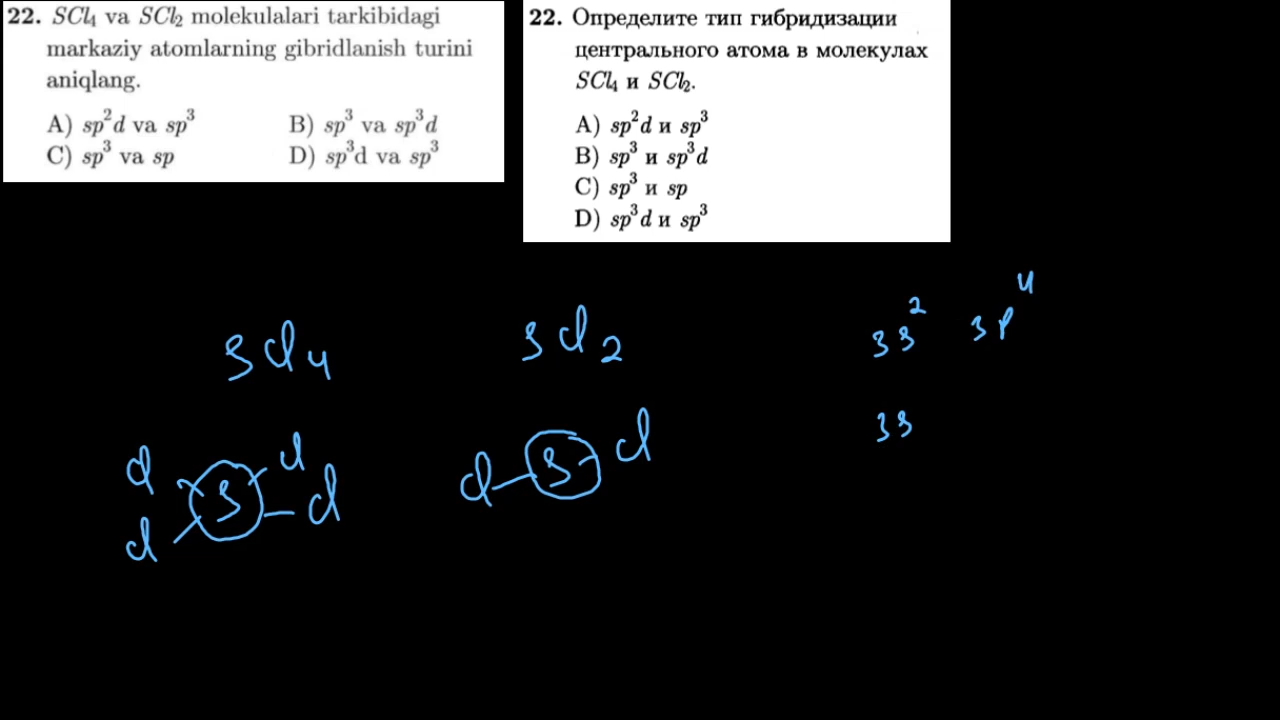 22. SCl₄ va SCl₂ molekulalari tarkibidagi
markaziy atomlarning gibridlanish turini
aniqlang.
A) sp²d va sp³ B) sp³ va sp³d
C) sp³ va sp D) sp³d va sp³
22. Определите тип гибридизации
центрального атома в молекулах
SCl₄ и SCl₂.
A) sp²d и sp³
B) sp³ и sp³d
C) sp³ и sp
D) sp³d и sp³
SCl₄ SCl₂ 3s² 3p⁴
3s
Cl Cl Cl S Cl
Cl S Cl